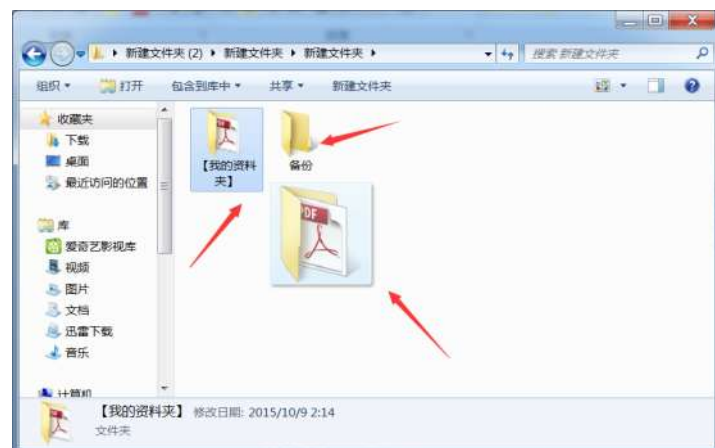 新建文件夹 (2) 新建文件夹 新建文件夹
搜索 新建文件夹
组织 打开 包含到库中 共享 新建文件夹
收藏夹
下载
桌面
最近访问的位置
库
爱奇艺影视库
视频
图片
文档
迅雷下载
音乐
计算机
【我的资料
夹】
备份
PDF
【我的资料夹】 修改日期: 2015/10/9 2:14
文件夹